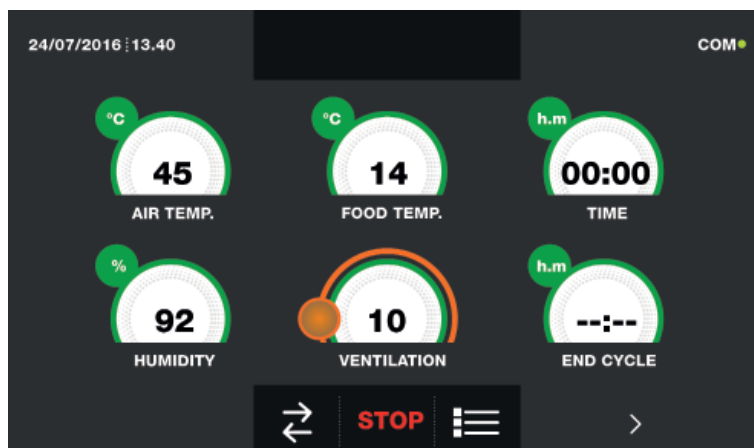 24/07/2016 13.40
COM
°C °C h.m
45 14 00:00
AIR TEMP. FOOD TEMP. TIME
% h.m
92 10 --:--
HUMIDITY VENTILATION END CYCLE
STOP